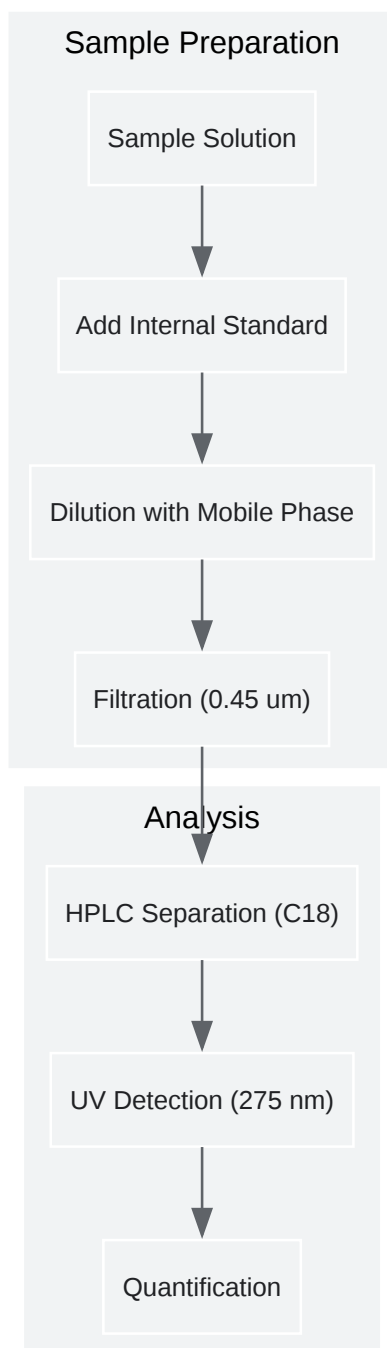 Sample Preparation
Sample Solution
Add Internal Standard
Dilution with Mobile Phase
Filtration (0.45 um)
Analysis
HPLC Separation (C18)
UV Detection (275 nm)
Quantification